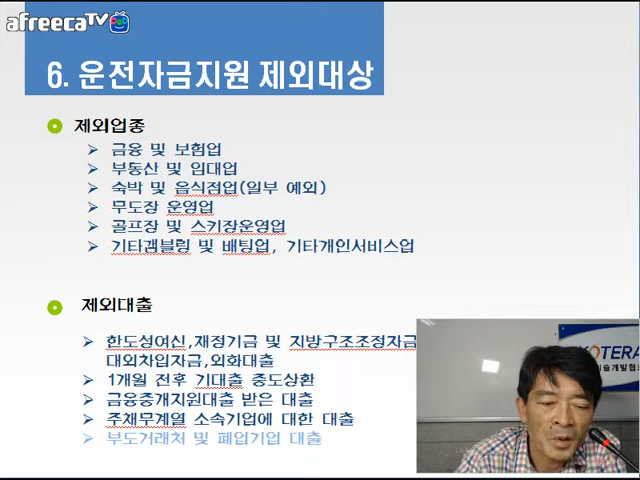 afreecaTV
6. 운전자금지원 제외대상
제외업종
금융 및 보험업
부동산 및 임대업
숙박 및 음식점업(일부 예외)
무도장 운영업
골프장 및 스키장운영업
기타갬블링 및 배팅업, 기타개인서비스업
제외대출
한도성여신,재정기금 및 지방구조조정자금
대외차입자금,외화대출
1개월 전후 기대출 중도상환
금융중개지원대출 받은 대출
주채무계열 소속기업에 대한 대출
부도거래처 및 폐업기업 대출
KOTERA